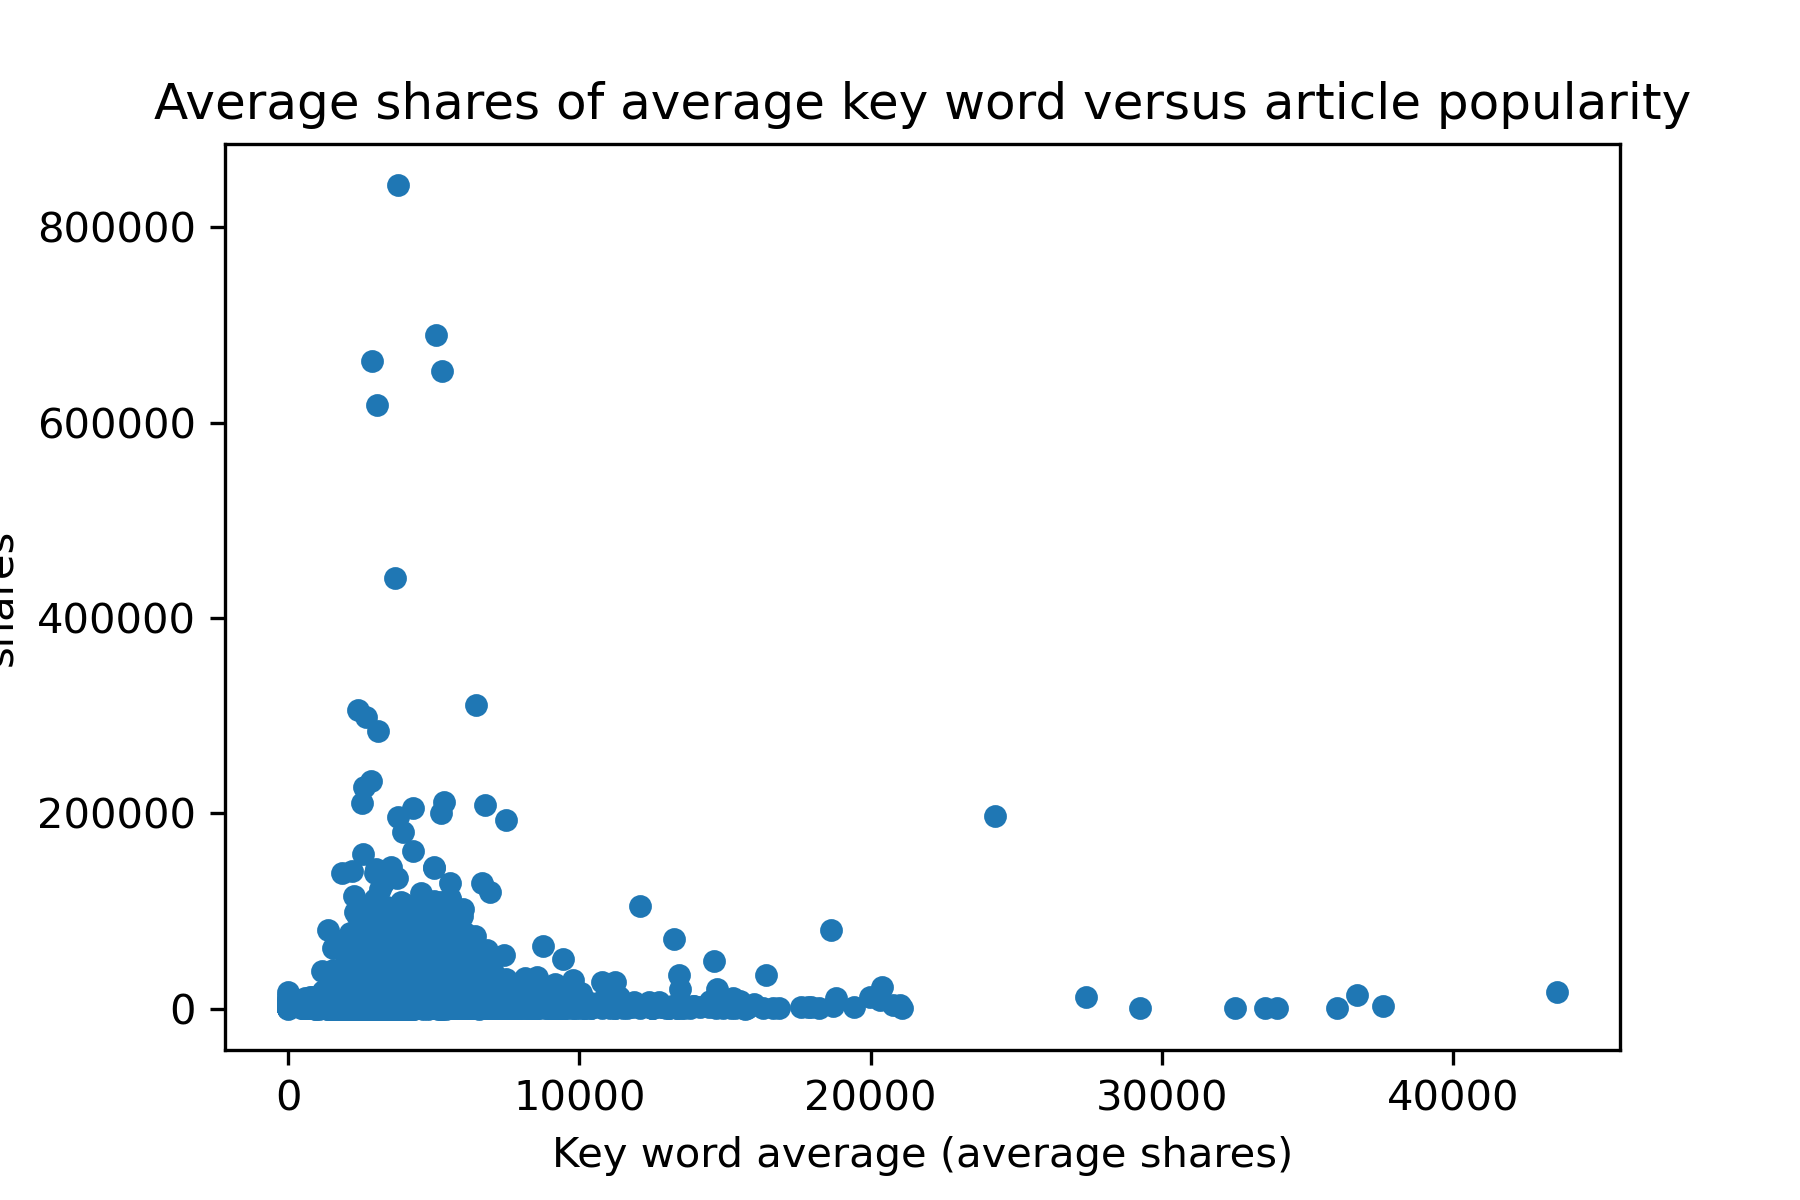 Average shares of average key word versus article popularity
800000
600000
400000
200000
0
shares
0 10000 20000 30000 40000
Key word average (average shares)